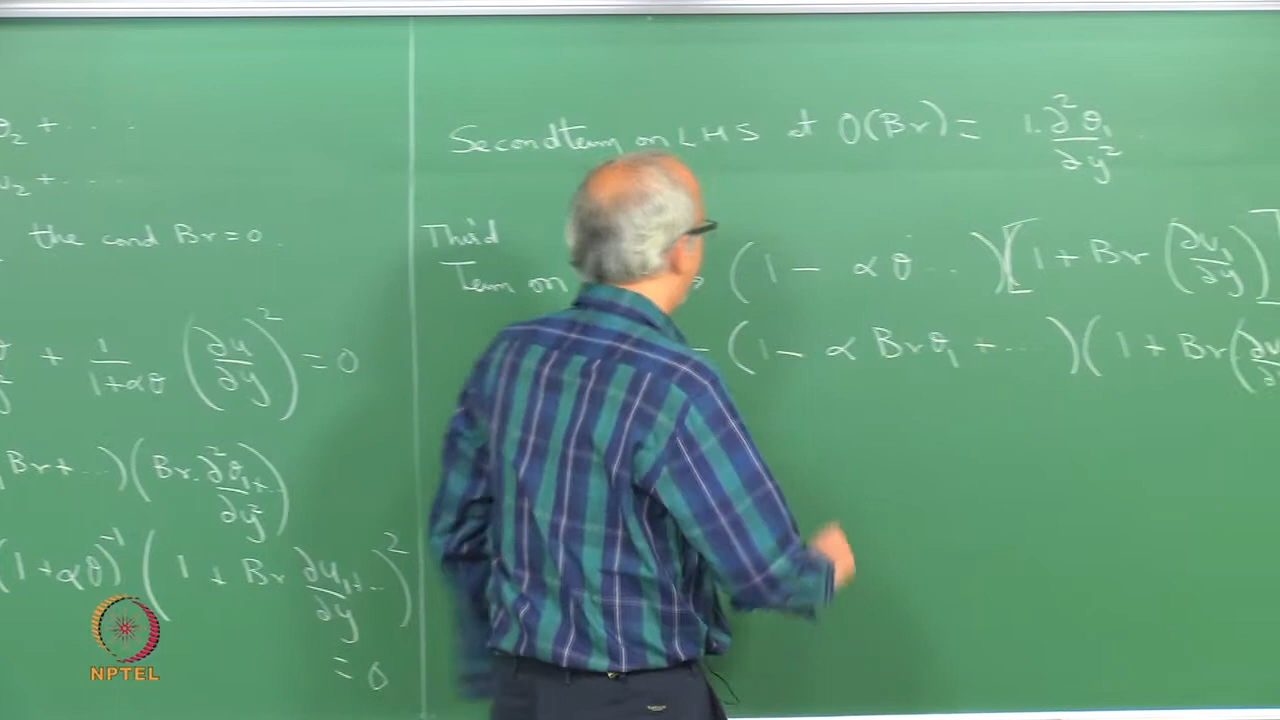 θ₂ + ....
u₂ + ....
the cond Br = 0.
+ 1/(1+αθ) (∂u/∂y)² = 0
Br + ..)(Br. ∂²θ₁/∂y² + ..)
(1+αθ)⁻¹ (1 + Br ∂u₁/∂y + ..)²
= 0
Second term on LHS at O(Br) = 1. ∂²θ₁/∂y²
Third
Term on (1 - αθ ...)[1 + Br (∂u₁/∂y)
(1 - α Br θ₁ + ...)(1 + Br (∂u
NPTEL